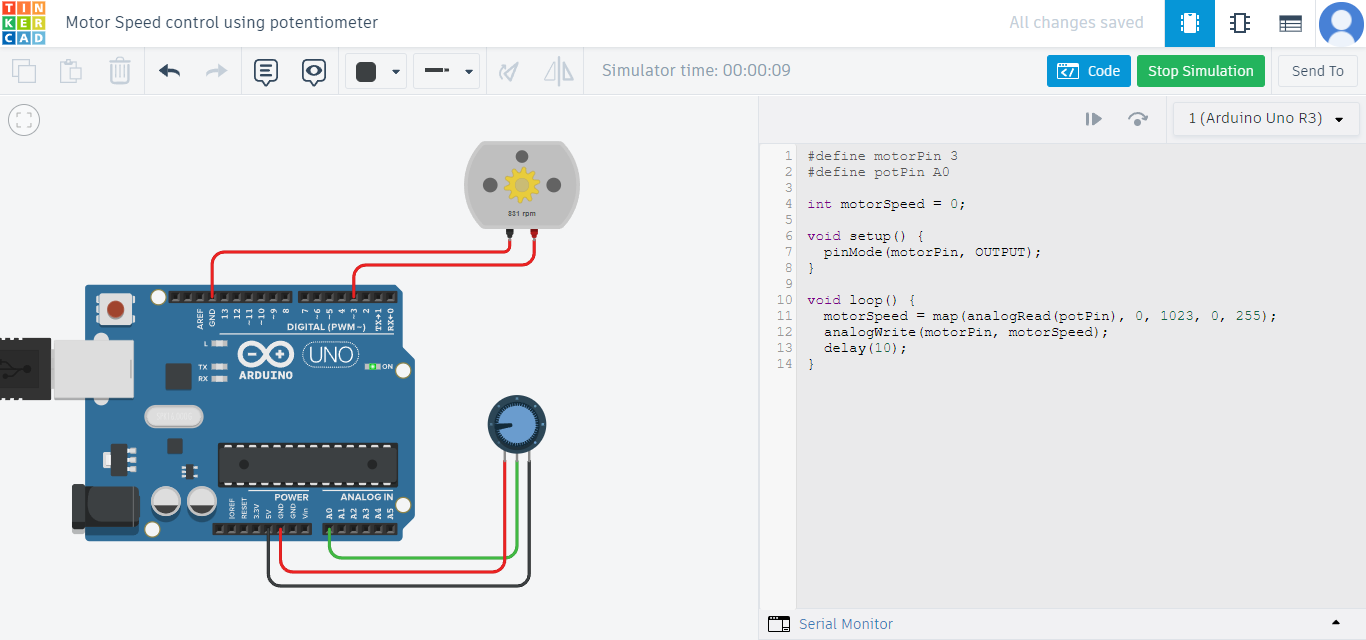 TIN
KER
CAD
Motor Speed control using potentiometer
All changes saved
Simulator time: 00:00:09
Code
Stop Simulation
Send To
1 (Arduino Uno R3)
831 rpm
AREF
GND
13
12
~11
~10
~9
8
7
~6
~5
4
~3
2
TX→1
RX←0
DIGITAL (PWM~)
L
TX
RX
ARDUINO
UNO
ON
POWER
ANALOG IN
IOREF
RESET
3.3V
5V
GND
GND
Vin
A0
A1
A2
A3
A4
A5
1 #define motorPin 3
2 #define potPin A0
3
4 int motorSpeed = 0;
5
6 void setup() {
7   pinMode(motorPin, OUTPUT);
8 }
9
10 void loop() {
11   motorSpeed = map(analogRead(potPin), 0, 1023, 0, 255);
12   analogWrite(motorPin, motorSpeed);
13   delay(10);
14 }
Serial Monitor